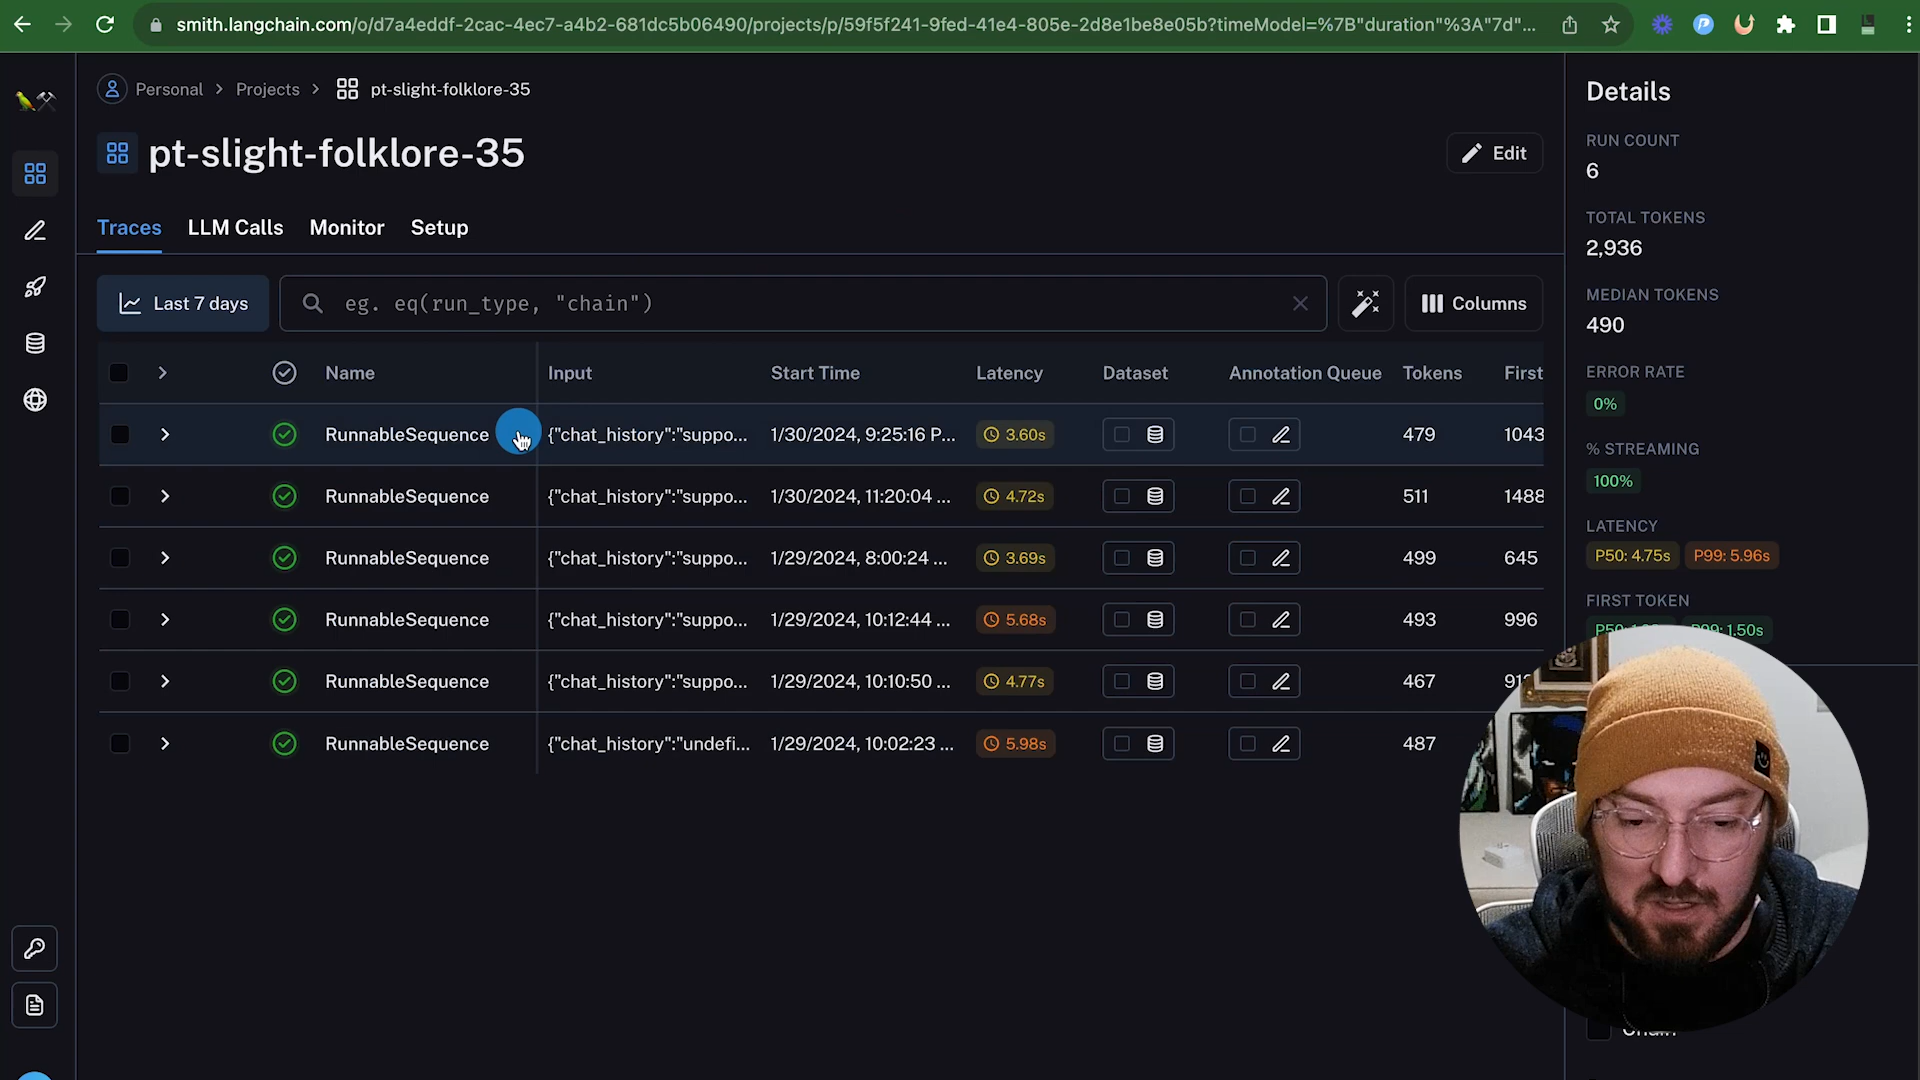 smith.langchain.com/o/d7a4eddf-2cac-4ec7-a4b2-681dc5b06490/projects/p/59f5f241-9fed-41e4-805e-2d8e1be8e05b?timeModel=%7B"duration"%3A"7d"...
Personal > Projects > pt-slight-folklore-35
pt-slight-folklore-35
Edit
Traces LLM Calls Monitor Setup
Last 7 days
eg. eq(run_type, "chain")
Columns
Name Input Start Time Latency Dataset Annotation Queue Tokens First
RunnableSequence {"chat_history":"suppo... 1/30/2024, 9:25:16 P... 3.60s 479 1043
RunnableSequence {"chat_history":"suppo... 1/30/2024, 11:20:04 ... 4.72s 511 1488
RunnableSequence {"chat_history":"suppo... 1/29/2024, 8:00:24 ... 3.69s 499 645
RunnableSequence {"chat_history":"suppo... 1/29/2024, 10:12:44 ... 5.68s 493 996
RunnableSequence {"chat_history":"suppo... 1/29/2024, 10:10:50 ... 4.77s 467
RunnableSequence {"chat_history":"undefi... 1/29/2024, 10:02:23 ... 5.98s 487
Details
RUN COUNT
6
TOTAL TOKENS
2,936
MEDIAN TOKENS
490
ERROR RATE
0%
% STREAMING
100%
LATENCY
P50: 4.75s P99: 5.96s
FIRST TOKEN
1.50s